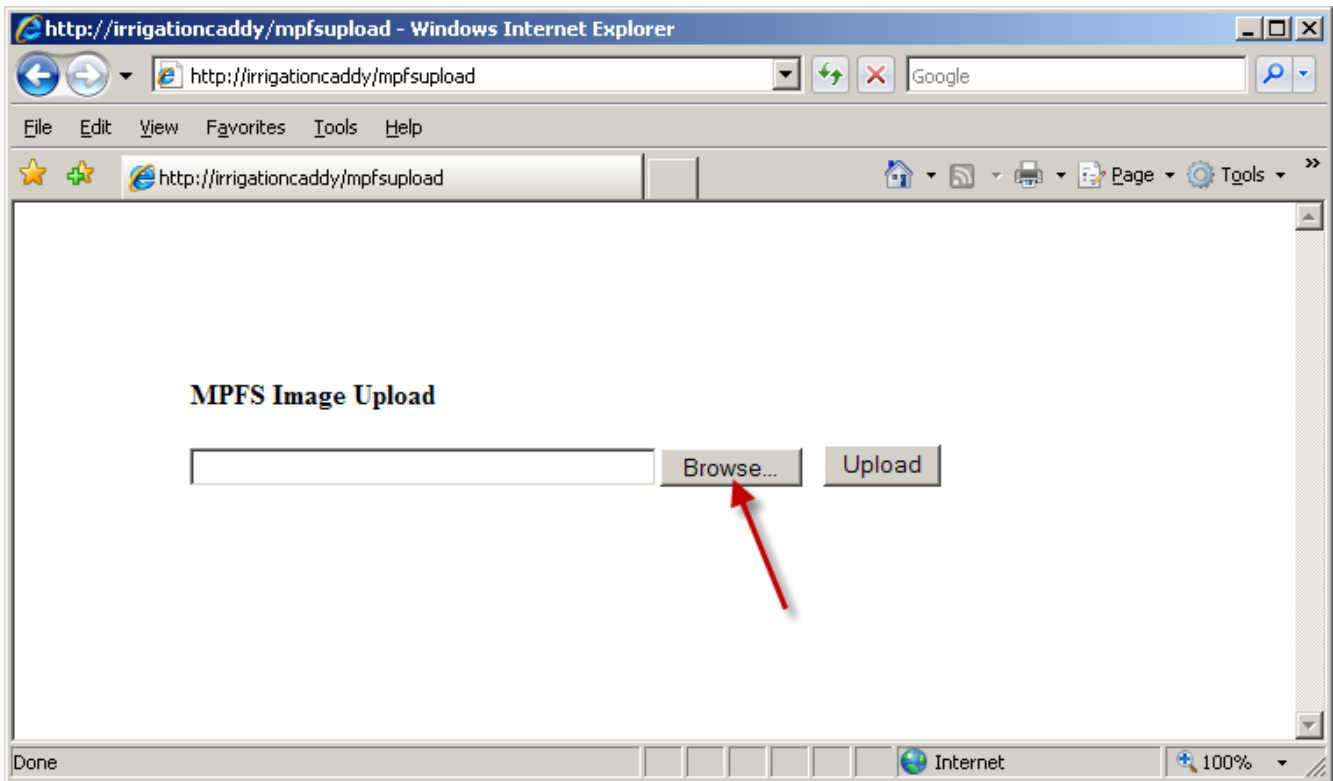 http://irrigationcaddy/mpfsupload - Windows Internet Explorer
http://irrigationcaddy/mpfsupload Google
File Edit View Favorites Tools Help
http://irrigationcaddy/mpfsupload Page Tools »
MPFS Image Upload
Browse... Upload
Done Internet 100%